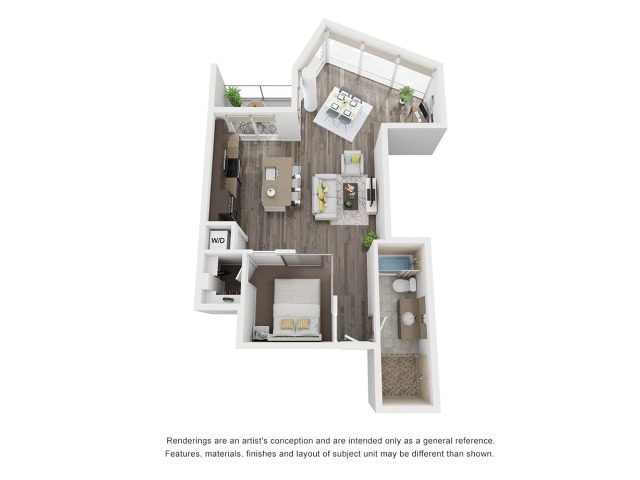 W/D
Renderings are an artist's conception and are intended only as a general reference.
Features, materials, finishes and layout of subject unit may be different than shown.